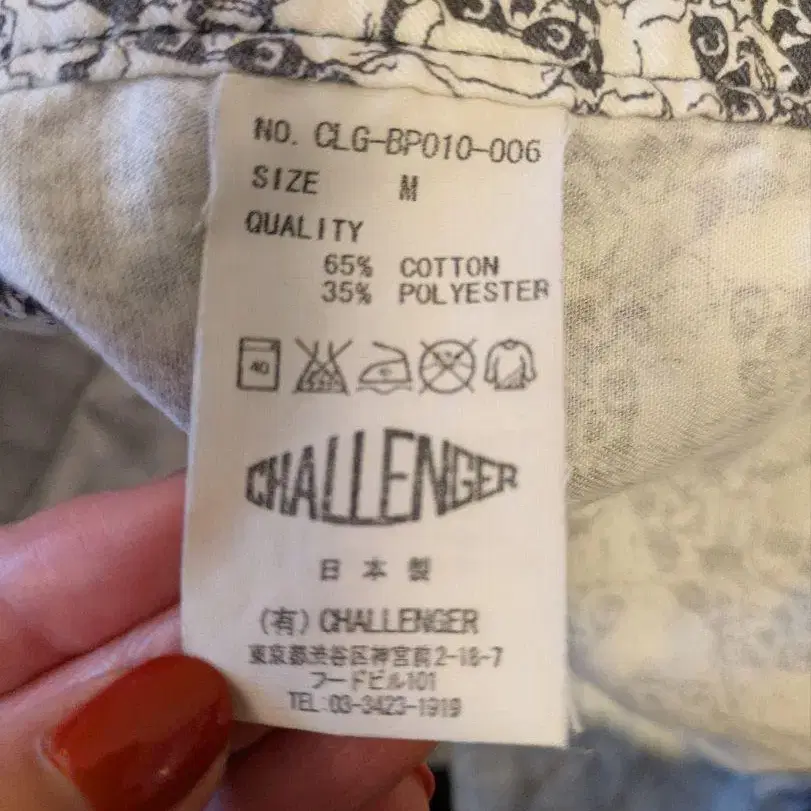 NO. CLG-BP010-006
SIZE M
QUALITY
65% COTTON
35% POLYESTER
40
CHALLENGER
日本製
(有) CHALLENGER
東京都渋谷区神宮前2-18-7
フードビル101
TEL:03-3423-1919